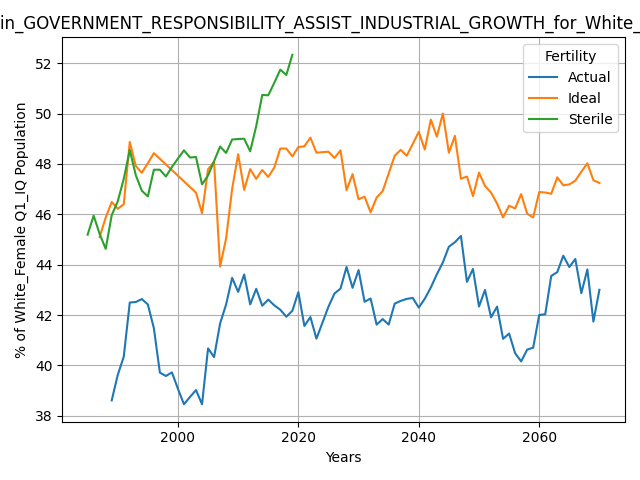 in_GOVERNMENT_RESPONSIBILITY_ASSIST_INDUSTRIAL_GROWTH_for_White_
Fertility
Actual
Ideal
Sterile
% of White_Female Q1_IQ Population
52
50
48
46
44
42
40
38
2000
2020
2040
2060
Years